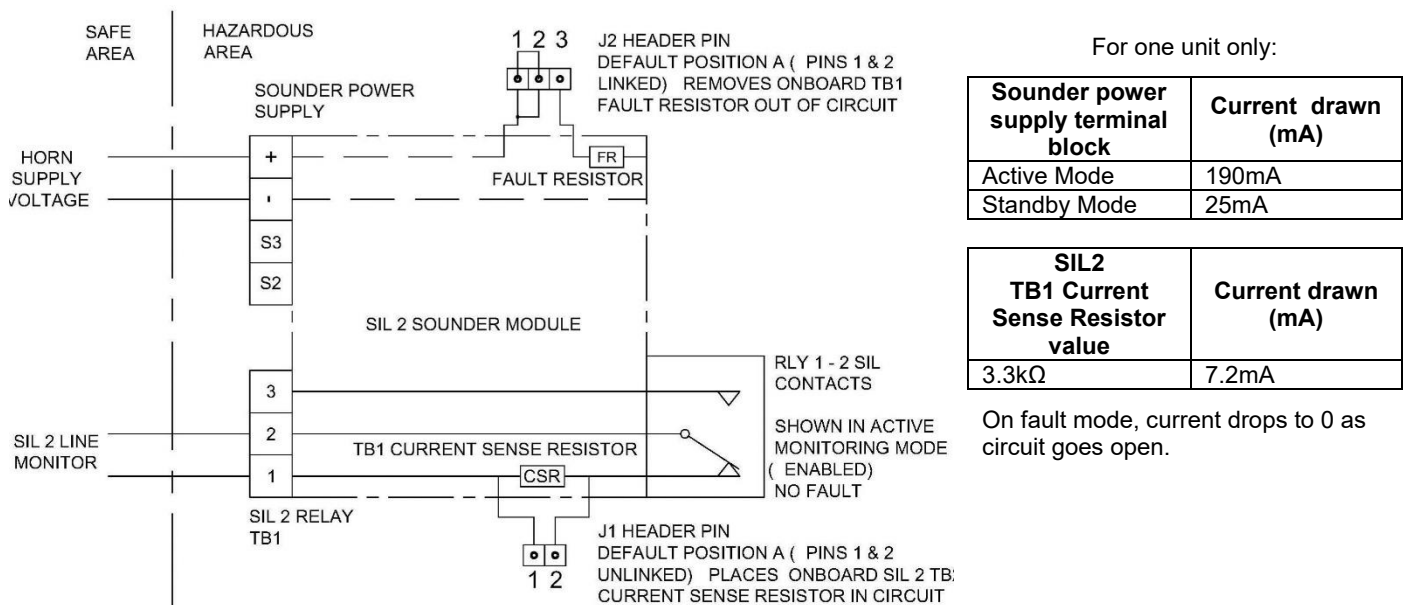 SAFE
AREA
HAZARDOUS
AREA
1 2 3
J2 HEADER PIN
DEFAULT POSITION A ( PINS 1 & 2
LINKED) REMOVES ONBOARD TB1
FAULT RESISTOR OUT OF CIRCUIT
SOUNDER POWER
SUPPLY
HORN
SUPPLY
VOLTAGE
+
-
S3
S2
FR
FAULT RESISTOR
SIL 2 SOUNDER MODULE
RLY 1 - 2 SIL
CONTACTS
3
2
1
SIL 2 LINE
MONITOR
TB1 CURRENT SENSE RESISTOR
CSR
SHOWN IN ACTIVE
MONITORING MODE
( ENABLED)
NO FAULT
SIL 2 RELAY
TB1
1 2
J1 HEADER PIN
DEFAULT POSITION A ( PINS 1 & 2
UNLINKED) PLACES ONBOARD SIL 2 TB
CURRENT SENSE RESISTOR IN CIRCUIT
For one unit only:
Sounder power
supply terminal
block
Current drawn
(mA)
Active Mode 190mA
Standby Mode 25mA
SIL2
TB1 Current
Sense Resistor
value
Current drawn
(mA)
3.3kΩ 7.2mA
On fault mode, current drops to 0 as
circuit goes open.